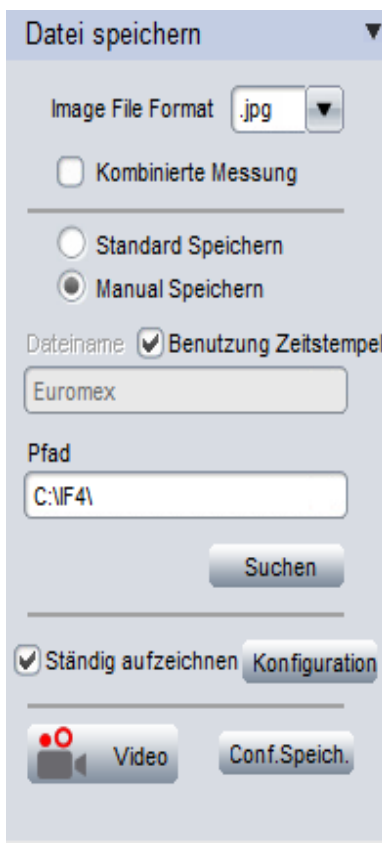 Datei speichern
Image File Format .jpg
Kombinierte Messung
Standard Speichern
Manual Speichern
Dateiname Benutzung Zeitstempel
Euromex
Pfad
C:\IF4\
Suchen
Ständig aufzeichnen Konfiguration
Video Conf.Speich.